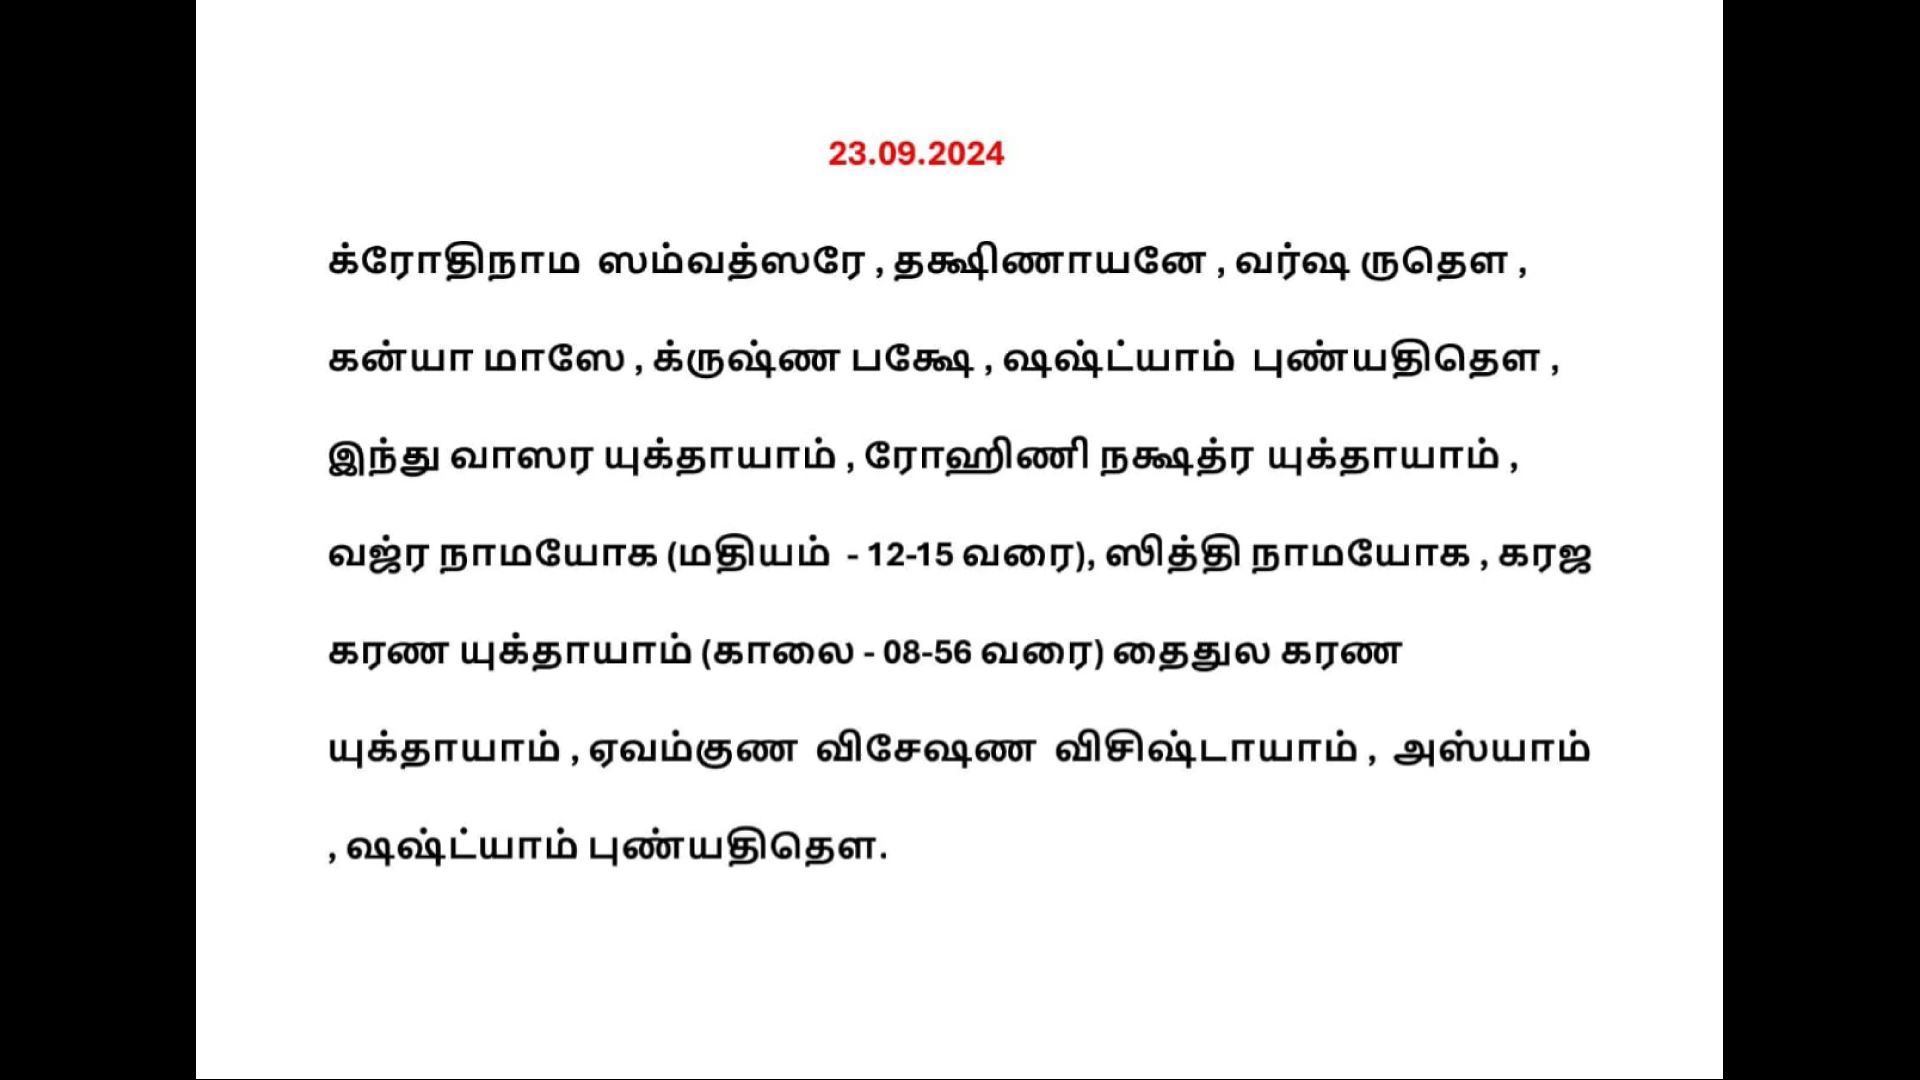 23.09.2024
க்ரோதிநாம ஸம்வத்ஸரே , தக்ஷிணாயனே , வர்ஷ ருதௌ ,
கன்யா மாஸே , க்ருஷ்ண பக்ஷே , ஷஷ்ட்யாம் புண்யதிதௌ ,
இந்து வாஸர யுக்தாயாம் , ரோஹிணி நக்ஷத்ர யுக்தாயாம் ,
வஜ்ர நாமயோக (மதியம் - 12-15 வரை), ஸித்தி நாமயோக , கரஜ
கரண யுக்தாயாம் (காலை - 08-56 வரை) தைதுல கரண
யுக்தாயாம் , ஏவம்குண விசேஷண விசிஷ்டாயாம் , அஸ்யாம்
, ஷஷ்ட்யாம் புண்யதிதௌ.